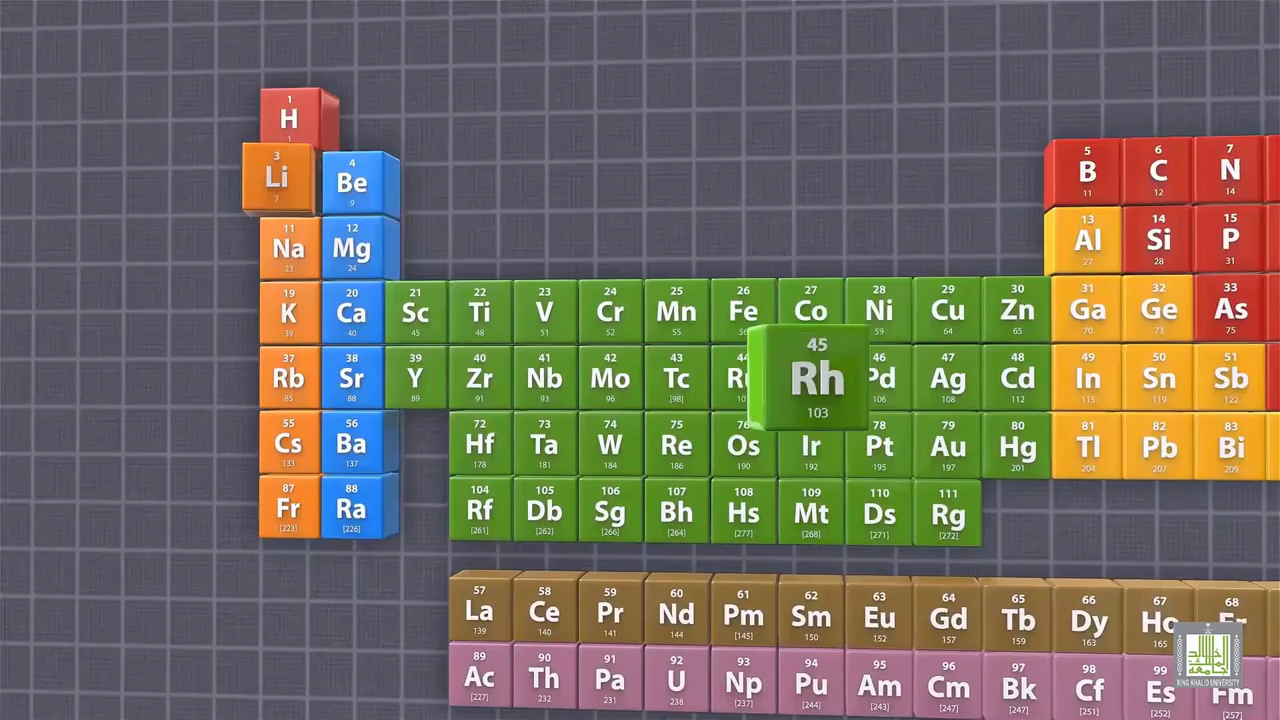 1
H
1
3
Li
7
4
Be
9
5
B
11
6
C
12
7
N
14
11
Na
23
12
Mg
24
13
Al
27
14
Si
28
15
P
31
19
K
39
20
Ca
40
21
Sc
45
22
Ti
48
23
V
51
24
Cr
52
25
Mn
55
26
Fe
27
Co
28
Ni
59
29
Cu
64
30
Zn
65
31
Ga
70
32
Ge
73
33
As
75
37
Rb
85
38
Sr
88
39
Y
89
40
Zr
91
41
Nb
93
42
Mo
96
43
Tc
[98]
45
Rh
103
46
Pd
106
47
Ag
108
48
Cd
112
49
In
115
50
Sn
119
51
Sb
122
55
Cs
133
56
Ba
137
72
Hf
178
73
Ta
181
74
W
184
75
Re
186
76
Os
190
Ir
192
78
Pt
195
79
Au
197
80
Hg
201
81
Tl
204
82
Pb
207
83
Bi
209
87
Fr
[223]
88
Ra
[226]
104
Rf
[261]
105
Db
[262]
106
Sg
[266]
107
Bh
[264]
108
Hs
[277]
109
Mt
[268]
110
Ds
[271]
111
Rg
[272]
57
La
139
58
Ce
140
59
Pr
141
60
Nd
144
61
Pm
[145]
62
Sm
150
63
Eu
152
64
Gd
157
65
Tb
159
66
Dy
163
67
Ho
165
68
Er
89
Ac
[227]
90
Th
232
91
Pa
231
92
U
238
93
Np
[237]
94
Pu
[244]
95
Am
[243]
96
Cm
[247]
97
Bk
[247]
98
Cf
[251]
99
Es
[252]
Fm
[257]
KING KHALID UNIVERSITY